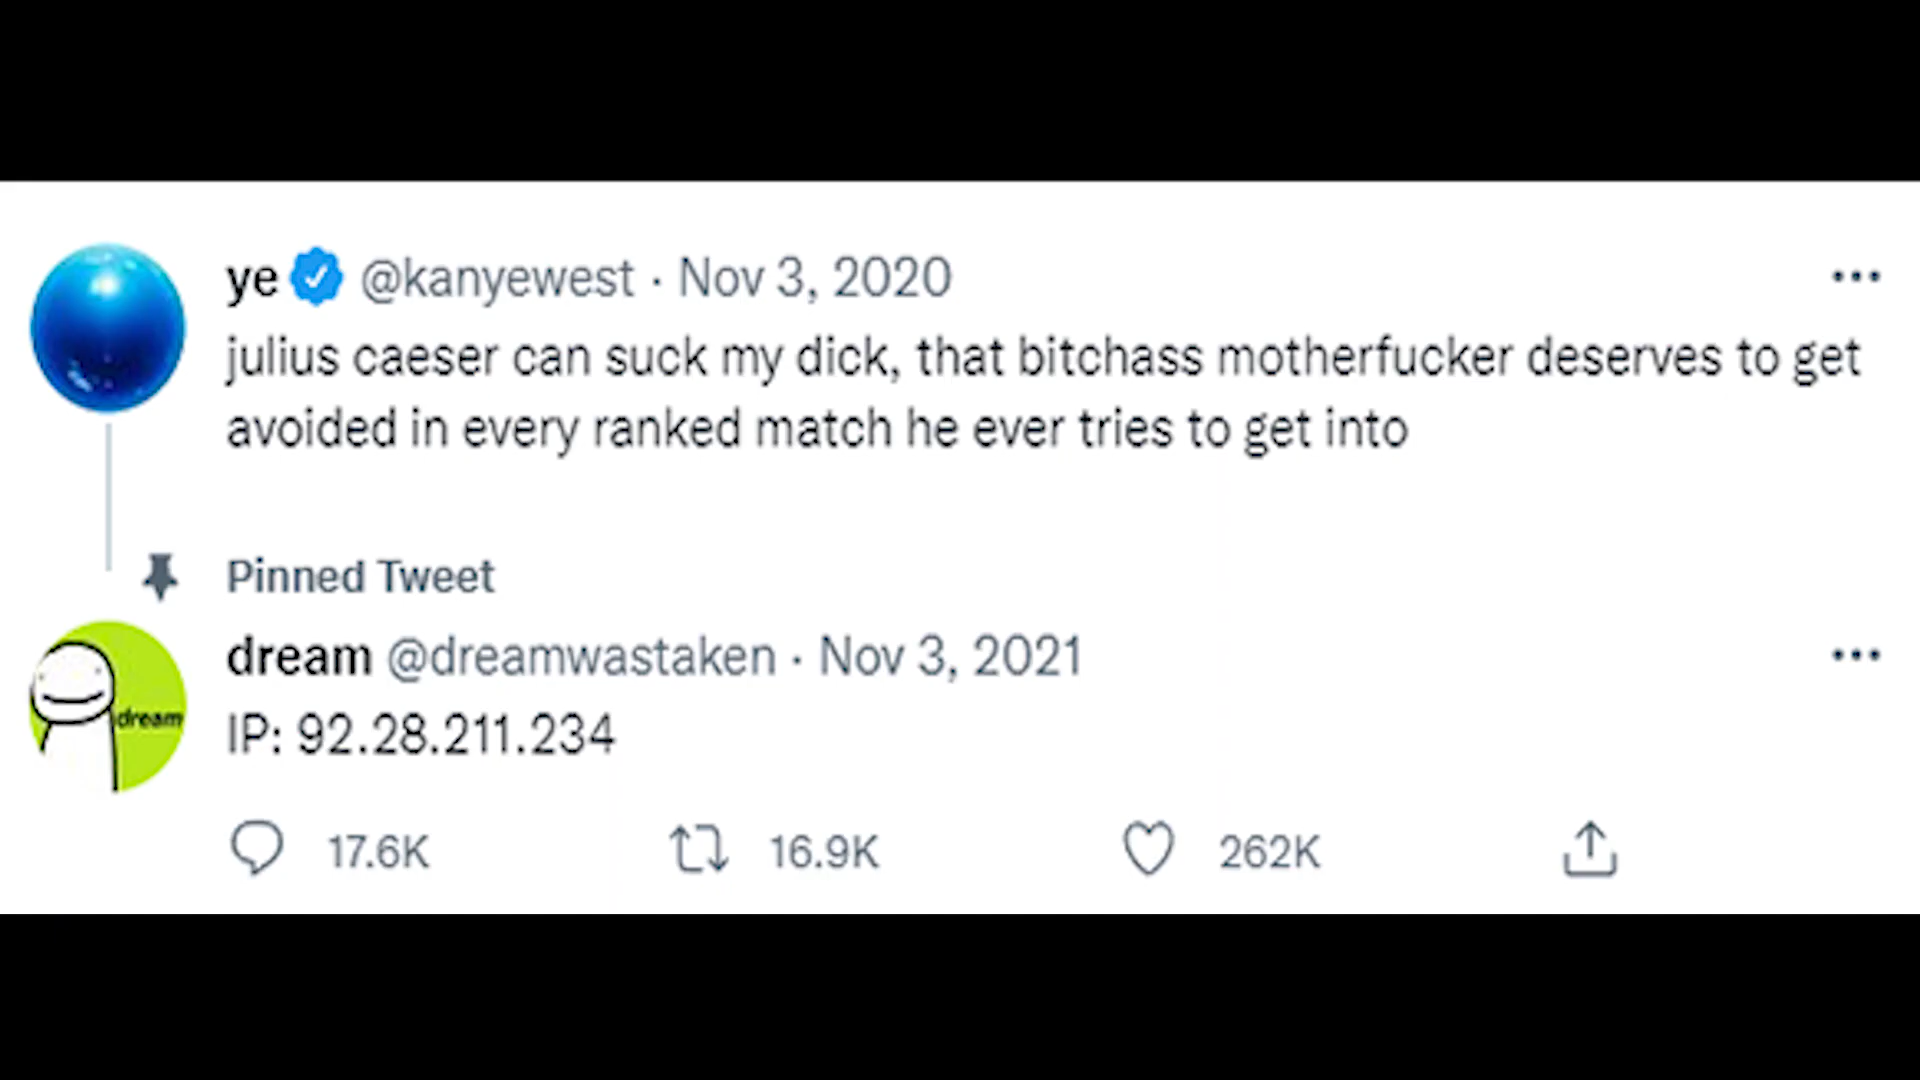 ye @kanyewest · Nov 3, 2020
julius caeser can suck my dick, that bitchass motherfucker deserves to get
avoided in every ranked match he ever tries to get into
Pinned Tweet
dream @dreamwastaken · Nov 3, 2021
dream
IP: 92.28.211.234
17.6K 16.9K 262K